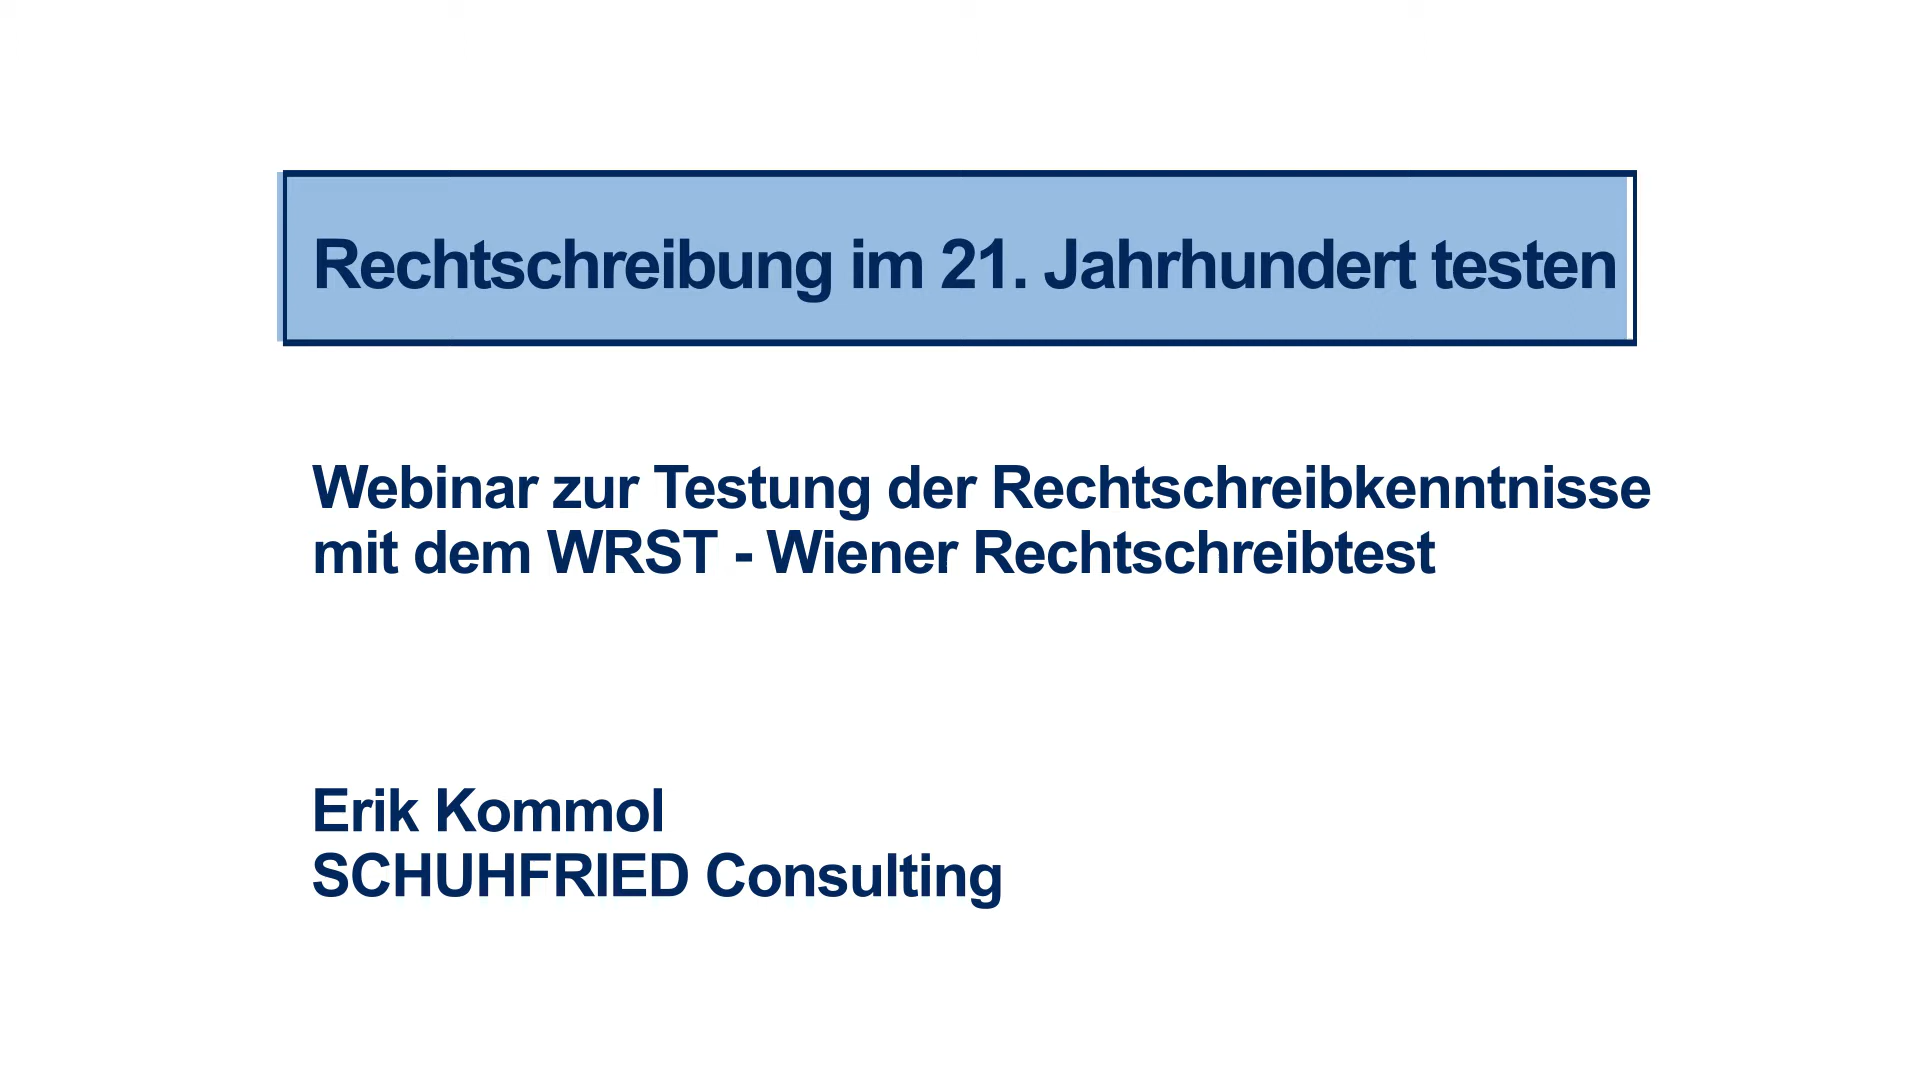 Rechtschreibung im 21. Jahrhundert testen
Webinar zur Testung der Rechtschreibkenntnisse
mit dem WRST - Wiener Rechtschreibtest
Erik Kommol
SCHUHFRIED Consulting